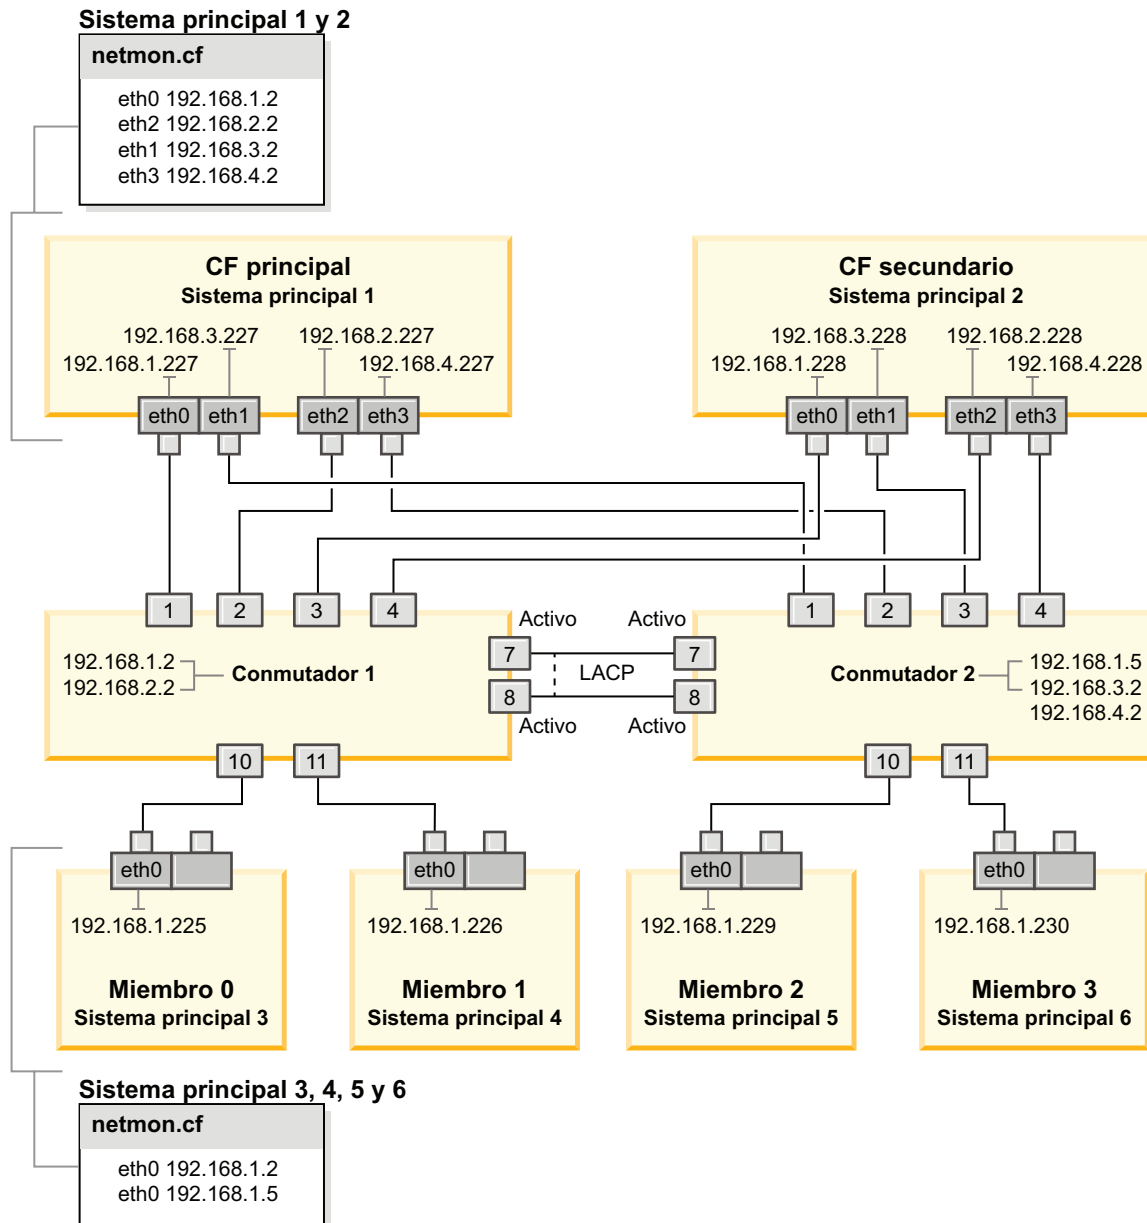 Sistema principal 1 y 2
netmon.cf
eth0 192.168.1.2
eth2 192.168.2.2
eth1 192.168.3.2
eth3 192.168.4.2
CF principal
Sistema principal 1
192.168.3.227 192.168.2.227
192.168.1.227 192.168.4.227
eth0 eth1 eth2 eth3
CF secundario
Sistema principal 2
192.168.3.228 192.168.2.228
192.168.1.228 192.168.4.228
eth0 eth1 eth2 eth3
1 2 3 4
1 2 3 4
Activo Activo
7 7
LACP
8 8
Activo Activo
192.168.1.2
192.168.2.2
Conmutador 1
Conmutador 2
192.168.1.5
192.168.3.2
192.168.4.2
10 11
10 11
eth0
192.168.1.225
Miembro 0
Sistema principal 3
eth0
192.168.1.226
Miembro 1
Sistema principal 4
eth0
192.168.1.229
Miembro 2
Sistema principal 5
eth0
192.168.1.230
Miembro 3
Sistema principal 6
Sistema principal 3, 4, 5 y 6
netmon.cf
eth0 192.168.1.2
eth0 192.168.1.5